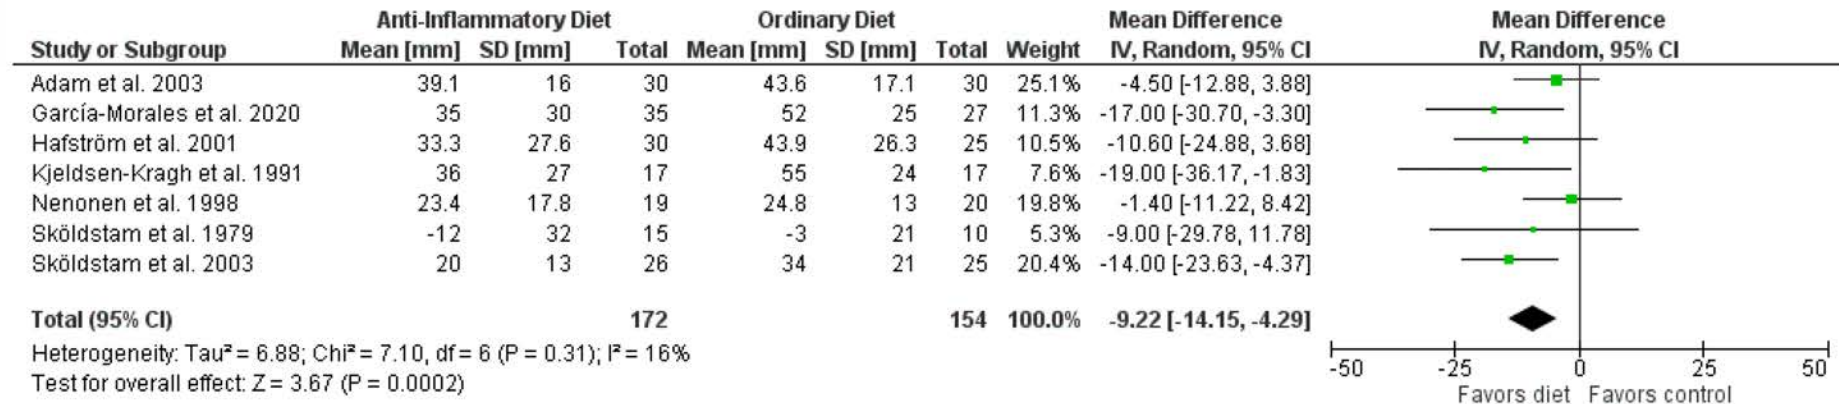 Anti-Inflammatory Diet Ordinary Diet Mean Difference Mean Difference
Study or Subgroup Mean [mm] SD [mm] Total Mean [mm] SD [mm] Total Weight IV, Random, 95% CI IV, Random, 95% CI
Adam et al. 2003 39.1 16 30 43.6 17.1 30 25.1% -4.50 [-12.88, 3.88]
García-Morales et al. 2020 35 30 35 52 25 27 11.3% -17.00 [-30.70, -3.30]
Hafström et al. 2001 33.3 27.6 30 43.9 26.3 25 10.5% -10.60 [-24.88, 3.68]
Kjeldsen-Kragh et al. 1991 36 27 17 55 24 17 7.6% -19.00 [-36.17, -1.83]
Nenonen et al. 1998 23.4 17.8 19 24.8 13 20 19.8% -1.40 [-11.22, 8.42]
Sköldstam et al. 1979 -12 32 15 -3 21 10 5.3% -9.00 [-29.78, 11.78]
Sköldstam et al. 2003 20 13 26 34 21 25 20.4% -14.00 [-23.63, -4.37]
Total (95% CI) 172 154 100.0% -9.22 [-14.15, -4.29]
Heterogeneity: Tau² = 6.88; Chi² = 7.10, df = 6 (P = 0.31); I² = 16%
Test for overall effect: Z = 3.67 (P = 0.0002)
-50 -25 0 25 50
Favors diet Favors control